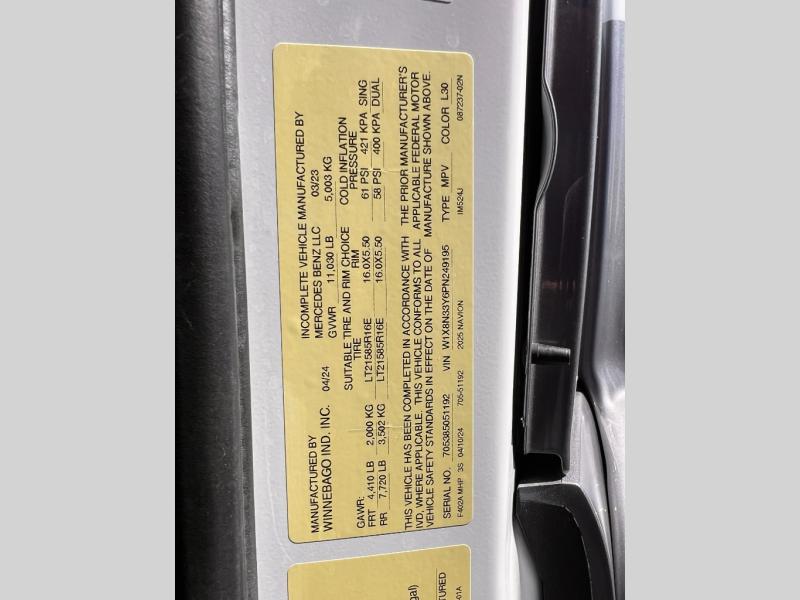 MANUFACTURED BY
WINNEBAGO IND. INC. 04/24
INCOMPLETE VEHICLE MANUFACTURED BY
MERCEDES BENZ LLC 03/23
GVWR 11,030 LB 5,003 KG
SUITABLE TIRE AND RIM CHOICE COLD INFLATION
GAWR: TIRE RIM PRESSURE
FRT 4,410 LB 2,000 KG LT21585R16E 16.0X5.50 61 PSI 421 KPA SING
RR 7,720 LB 3,502 KG LT21585R16E 16.0X5.50 58 PSI 400 KPA DUAL
THIS VEHICLE HAS BEEN COMPLETED IN ACCORDANCE WITH THE PRIOR MANUFACTURER'S
IVD, WHERE APPLICABLE. THIS VEHICLE CONFORMS TO ALL APPLICABLE FEDERAL MOTOR
VEHICLE SAFETY STANDARDS IN EFFECT ON THE DATE OF MANUFACTURE SHOWN ABOVE.
SERIAL NO. 705385051192 VIN W1X8N33Y6PN249195 TYPE MPV COLOR L30
F402A MHP 3S 04/10/24 705-51192 2025 NAVION IM524J 087237-02N
gal)
TURED
-01A